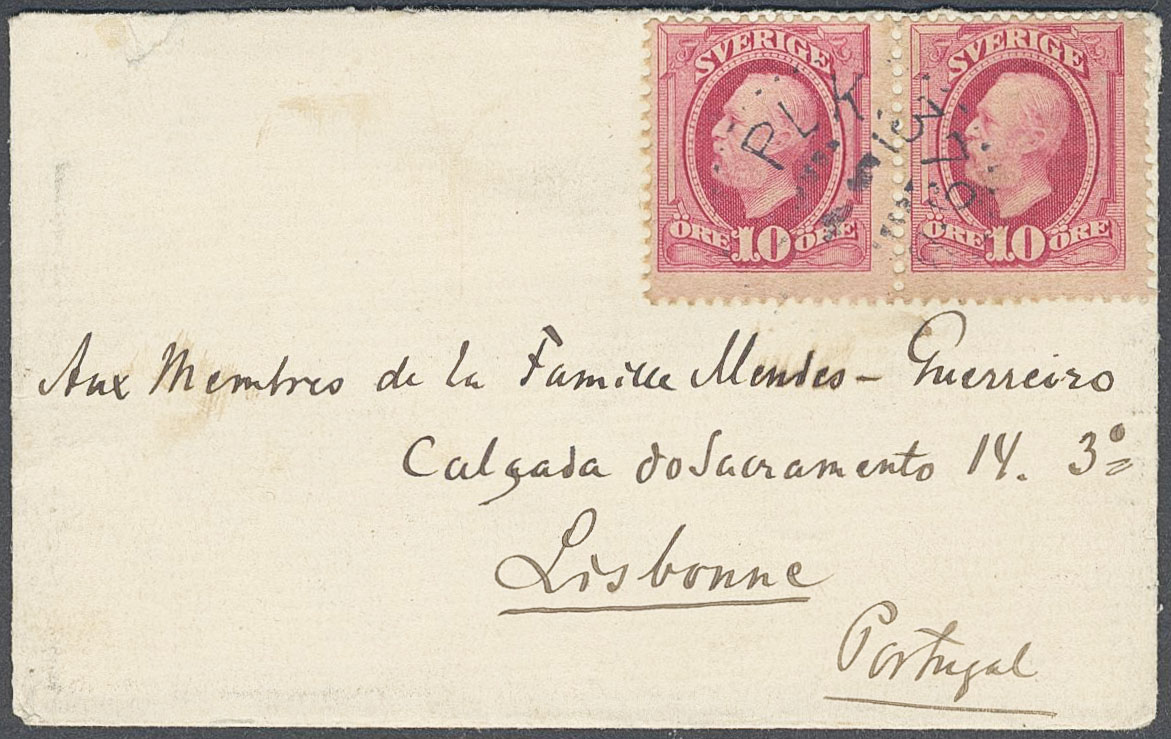 SVERIGE SVERIGE
PLK
ÖRE 10 ÖRE ÖRE 10 ÖRE
Aux Membres de la Famille Mendes - Guerreiro
Calçada do Sacramento 14. 3º
Lisbonne
Portugal